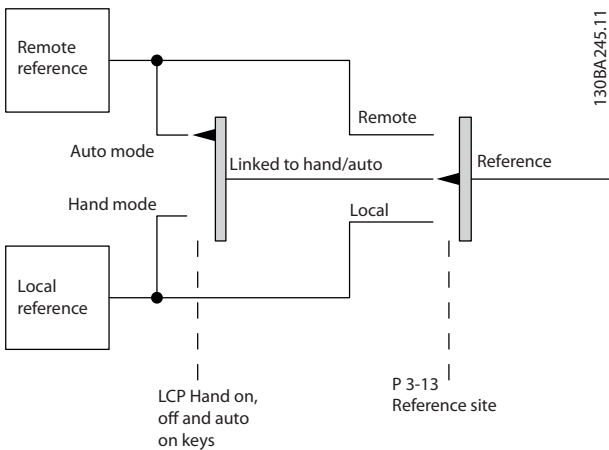 Remote
reference
130BA245.11
Remote
Auto mode
Linked to hand/auto
Reference
Hand mode
Local
Local
reference
LCP Hand on,
off and auto
on keys
P 3-13
Reference site